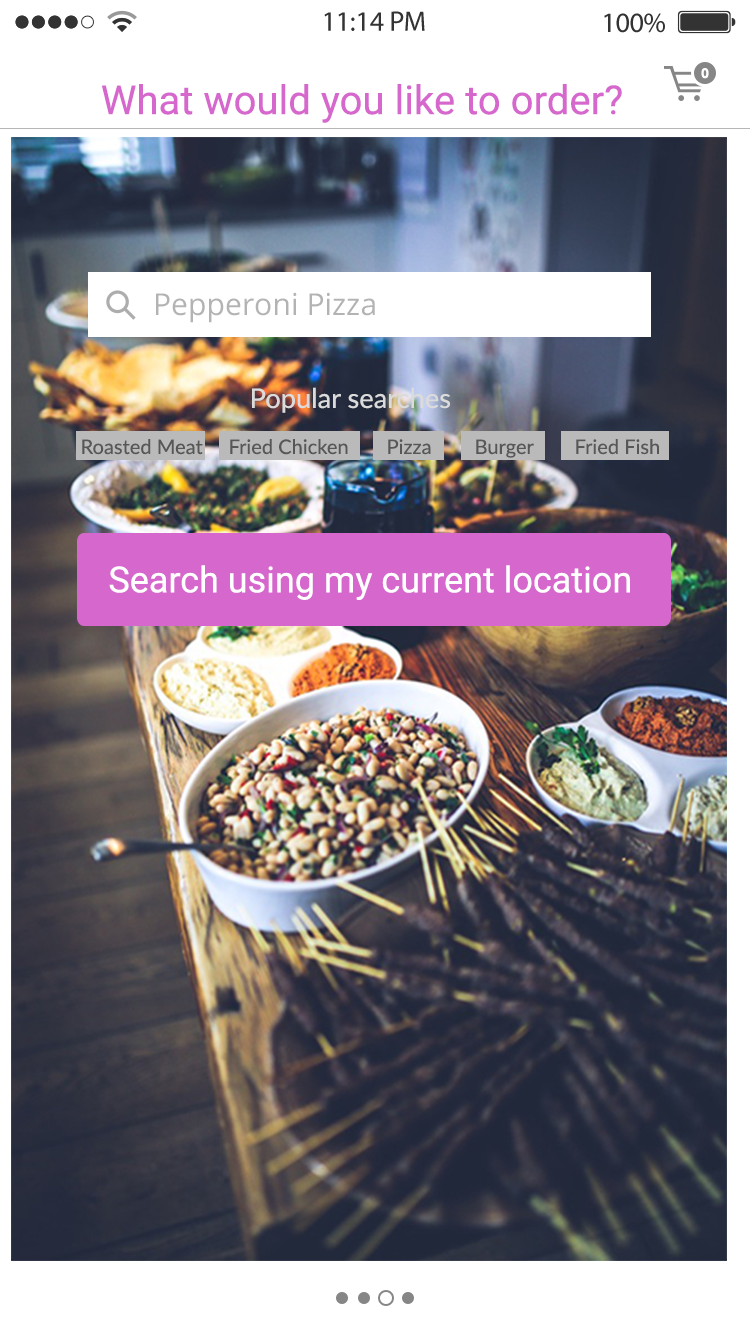 11:14 PM 100%
0
What would you like to order?
Pepperoni Pizza
Popular searches
Roasted Meat Fried Chicken Pizza Burger Fried Fish
Search using my current location